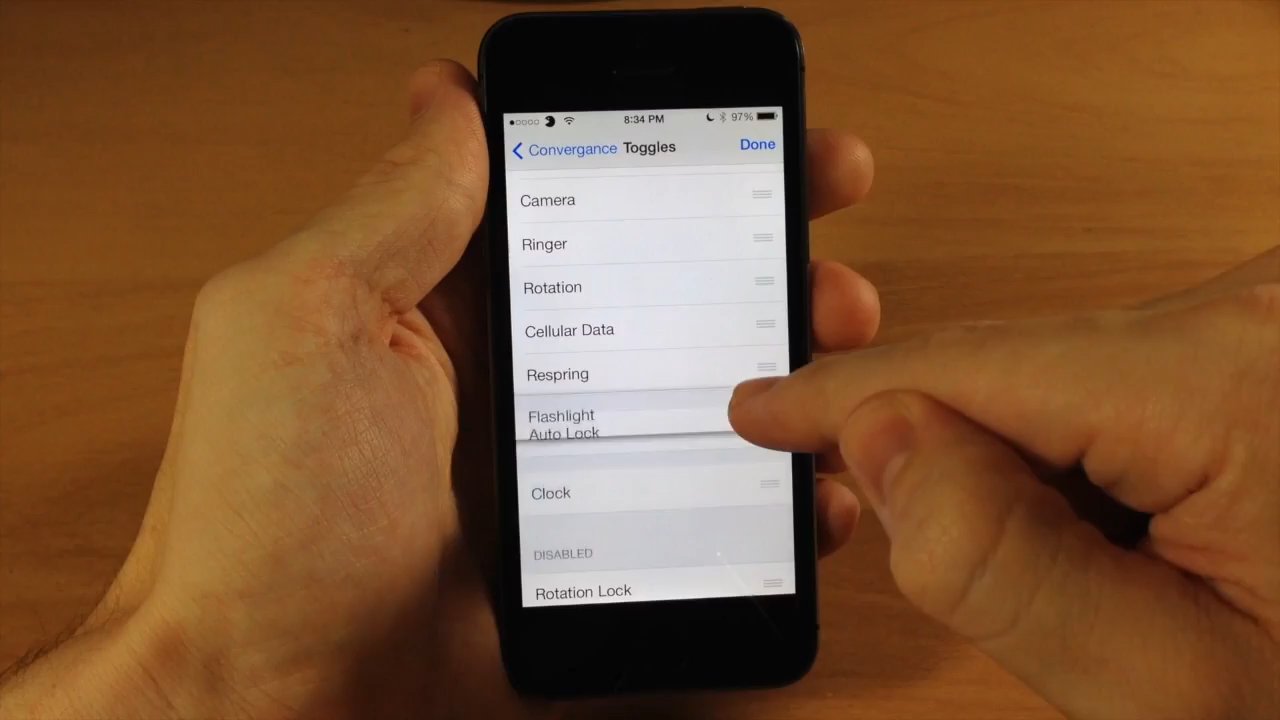 8:34 PM 97%
Convergance Toggles Done
Camera
Ringer
Rotation
Cellular Data
Respring
Flashlight
Auto Lock
Clock
DISABLED
Rotation Lock